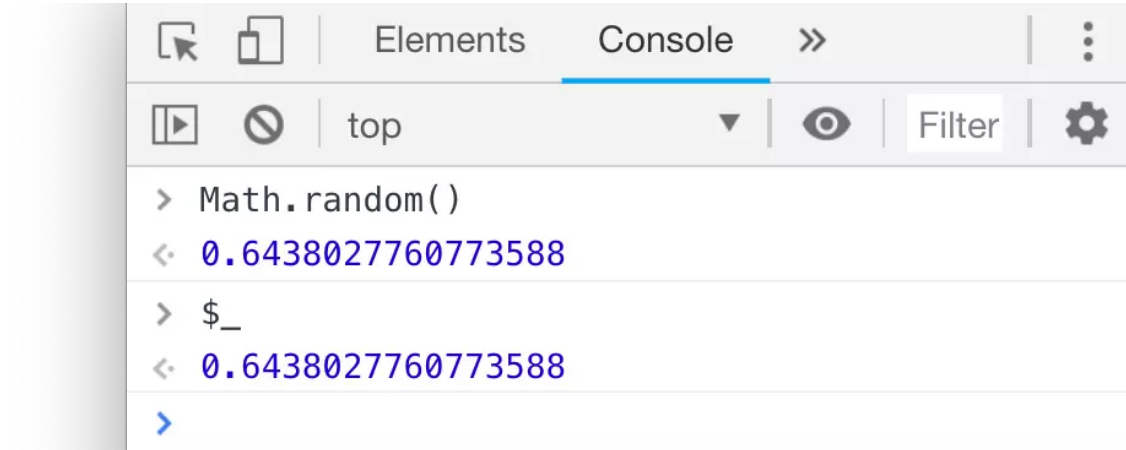 Elements Console »
top ▼ Filter
> Math.random()
0.6438027760773588
> $_
0.6438027760773588
>